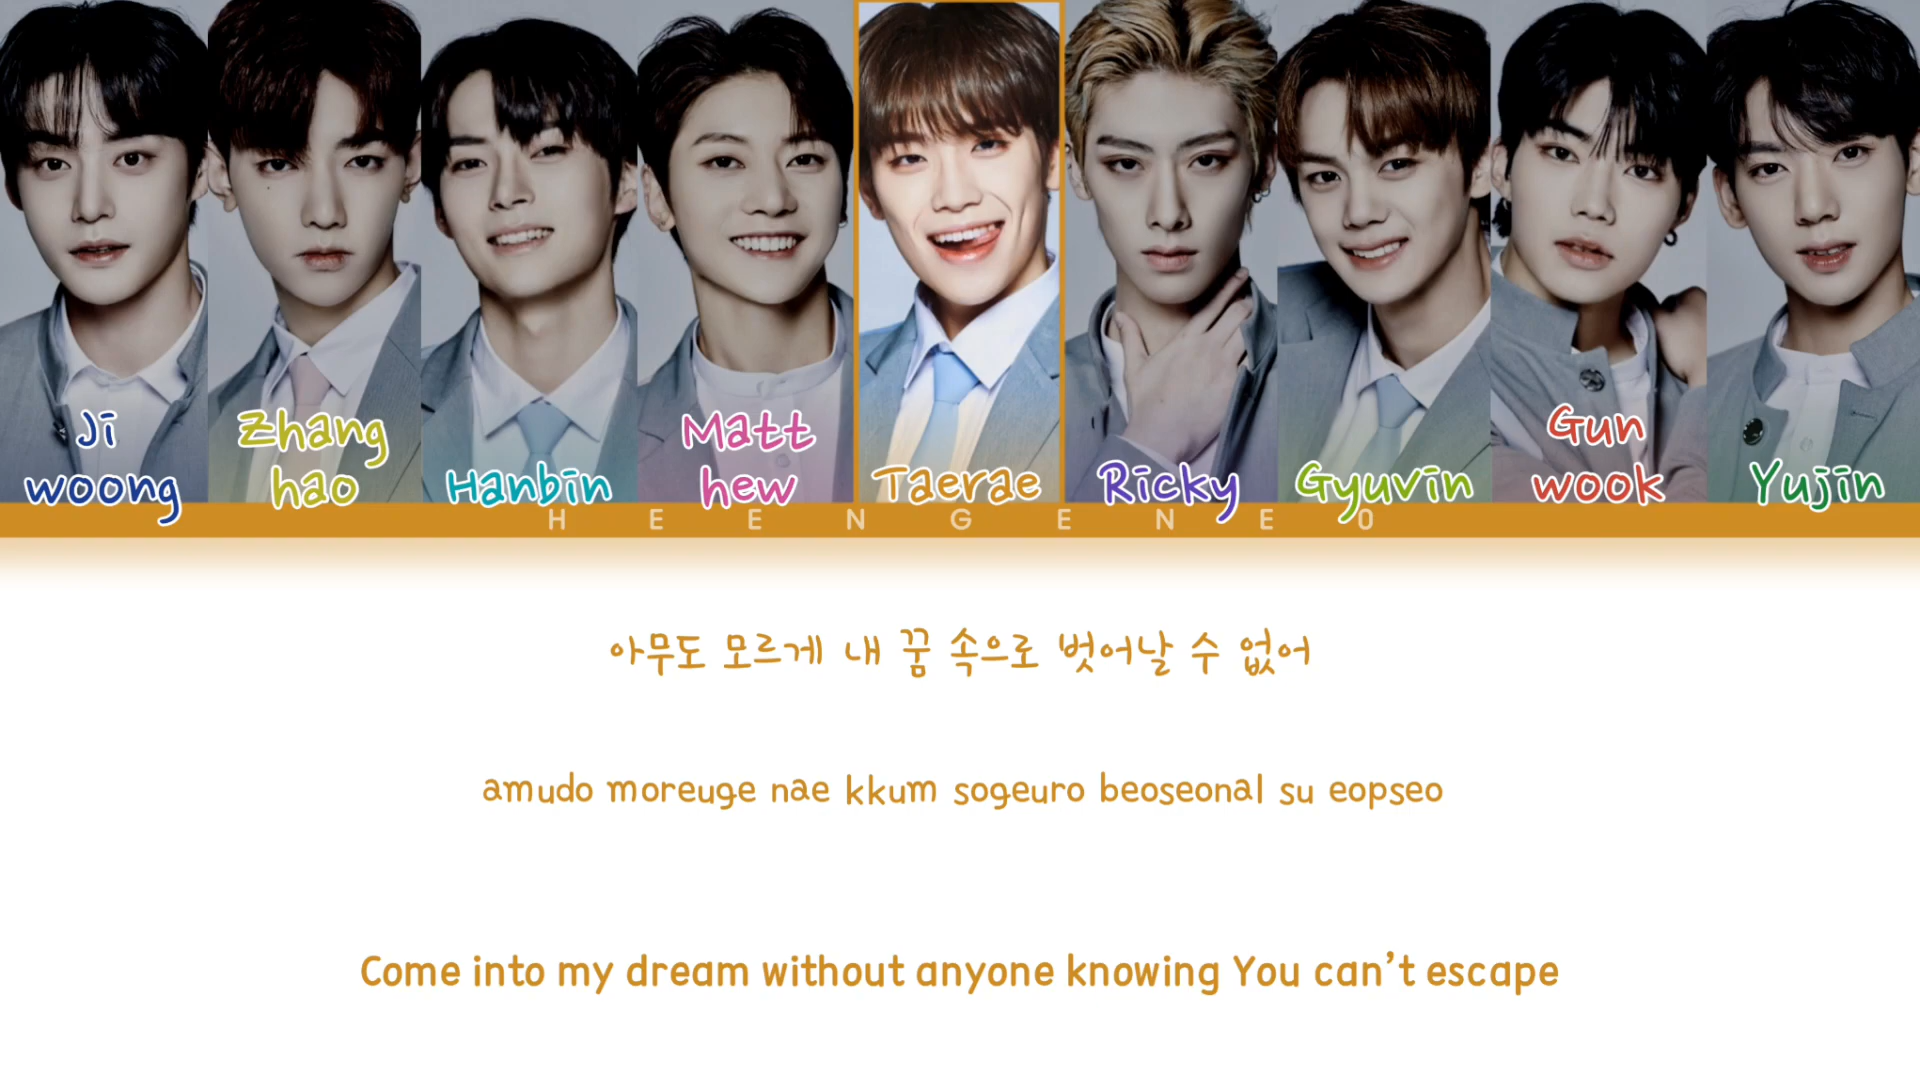 Ji
woong
Zhang
hao
Hanbin
Matt
hew
Taerae
Ricky
Gyuvin
Gun
wook
Yujin
HEENGENE0
아무도 모르게 내 꿈 속으로 벗어날 수 없어
amudo moreuge nae kkum sogeuro beoseonal su eopseo
Come into my dream without anyone knowing You can't escape